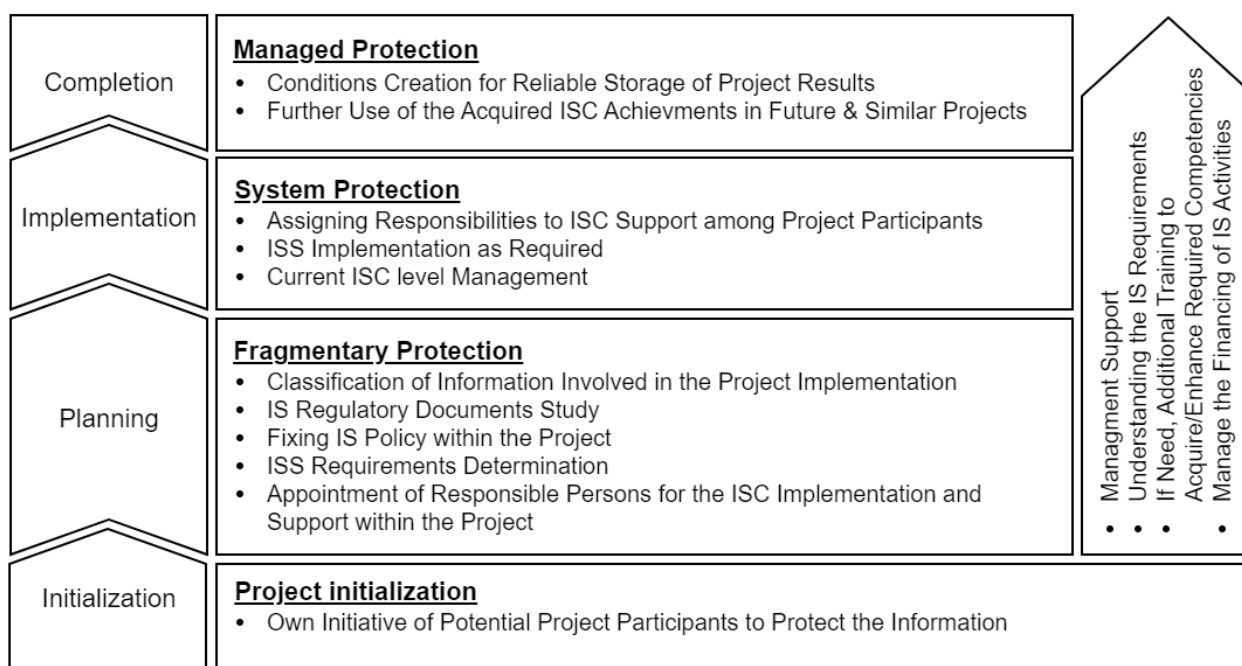 Completion
Managed Protection
• Conditions Creation for Reliable Storage of Project Results
• Further Use of the Acquired ISC Achievments in Future & Similar Projects
Implementation
System Protection
• Assigning Responsibilities to ISC Support among Project Participants
• ISS Implementation as Required
• Current ISC level Management
Planning
Fragmentary Protection
• Classification of Information Involved in the Project Implementation
• IS Regulatory Documents Study
• Fixing IS Policy within the Project
• ISS Requirements Determination
• Appointment of Responsible Persons for the ISC Implementation and
Support within the Project
Initialization
Project initialization
• Own Initiative of Potential Project Participants to Protect the Information
• Managment Support
• Understanding the IS Requirements
• If Need, Additional Training to
Acquire/Enhance Required Competencies
• Manage the Financing of IS Activities